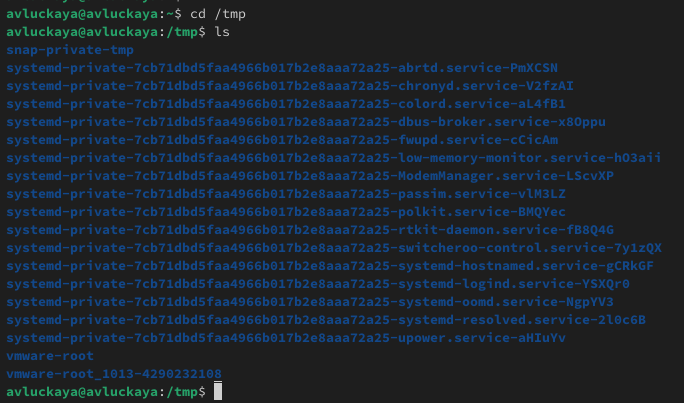 avluckaya@avluckaya:~$ cd /tmp
avluckaya@avluckaya:/tmp$ ls
snap-private-tmp
systemd-private-7cb71dbd5faa4966b017b2e8aaa72a25-abrtd.service-PmXCSN
systemd-private-7cb71dbd5faa4966b017b2e8aaa72a25-chronyd.service-V2fzAI
systemd-private-7cb71dbd5faa4966b017b2e8aaa72a25-colord.service-aL4fB1
systemd-private-7cb71dbd5faa4966b017b2e8aaa72a25-dbus-broker.service-x8Oppu
systemd-private-7cb71dbd5faa4966b017b2e8aaa72a25-fwupd.service-cCicAm
systemd-private-7cb71dbd5faa4966b017b2e8aaa72a25-low-memory-monitor.service-hO3aii
systemd-private-7cb71dbd5faa4966b017b2e8aaa72a25-ModemManager.service-LScvXP
systemd-private-7cb71dbd5faa4966b017b2e8aaa72a25-passim.service-vlM3LZ
systemd-private-7cb71dbd5faa4966b017b2e8aaa72a25-polkit.service-BMQYec
systemd-private-7cb71dbd5faa4966b017b2e8aaa72a25-rtkit-daemon.service-fB8Q4G
systemd-private-7cb71dbd5faa4966b017b2e8aaa72a25-switcheroo-control.service-7y1zQX
systemd-private-7cb71dbd5faa4966b017b2e8aaa72a25-systemd-hostnamed.service-gCRkGF
systemd-private-7cb71dbd5faa4966b017b2e8aaa72a25-systemd-logind.service-YSXQr0
systemd-private-7cb71dbd5faa4966b017b2e8aaa72a25-systemd-oomd.service-NgpYV3
systemd-private-7cb71dbd5faa4966b017b2e8aaa72a25-systemd-resolved.service-2l0c6B
systemd-private-7cb71dbd5faa4966b017b2e8aaa72a25-upower.service-aHIuYv
vmware-root
vmware-root_1013-4290232108
avluckaya@avluckaya:/tmp$